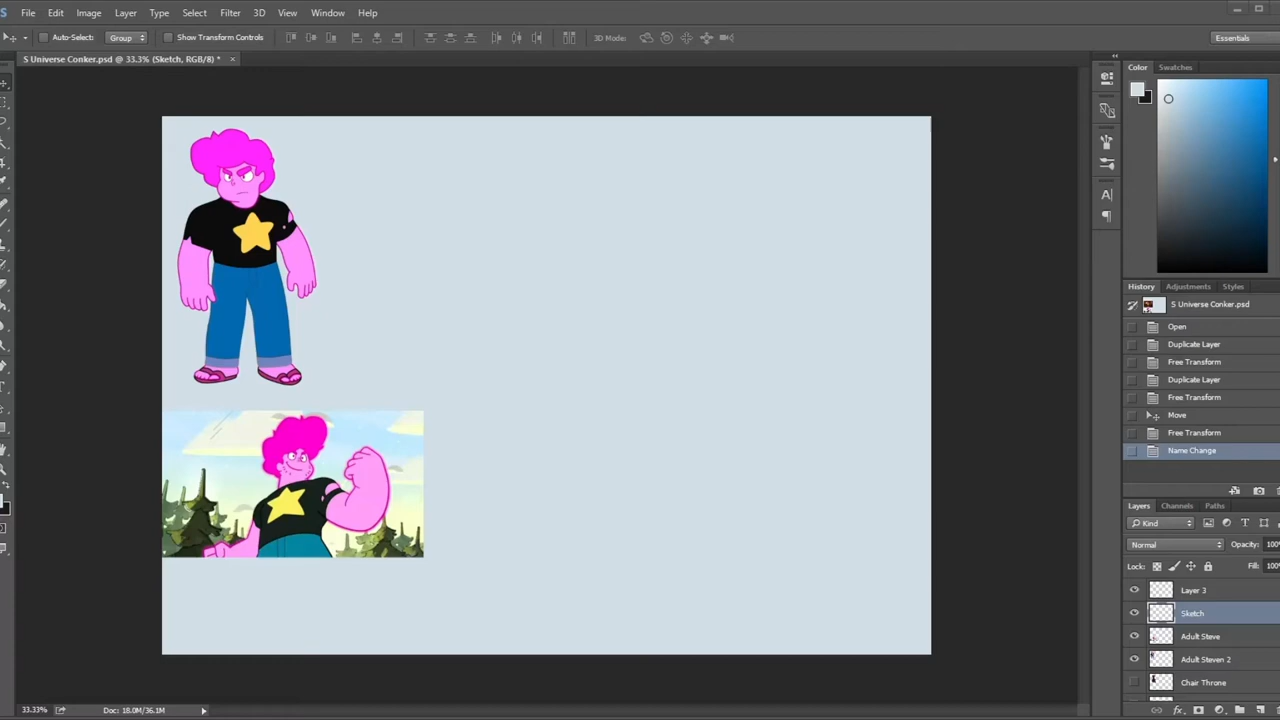 File Edit Image Layer Type Select Filter 3D View Window Help
Auto-Select: Group Show Transform Controls 3D Mode: Essentials
S Universe Conker.psd @ 33.3% (Sketch, RGB/8) *
Color Swatches
History Adjustments Styles
S Universe Conker.psd
Open
Duplicate Layer
Free Transform
Duplicate Layer
Free Transform
Move
Free Transform
Name Change
Layers Channels Paths
Kind
Normal Opacity: 100%
Lock: Fill: 100%
Layer 3
Sketch
Adult Steve
Adult Steven 2
Chair Throne
33.33% Doc: 18.0M/36.1M